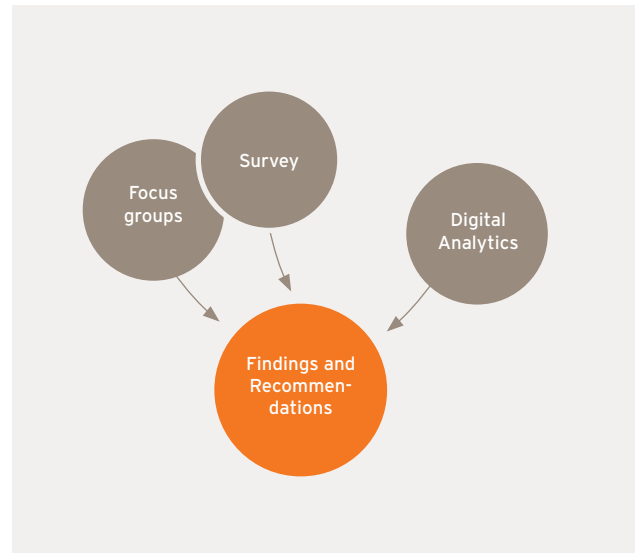 Survey
Focus
groups
Digital
Analytics
Findings and
Recommen-
dations